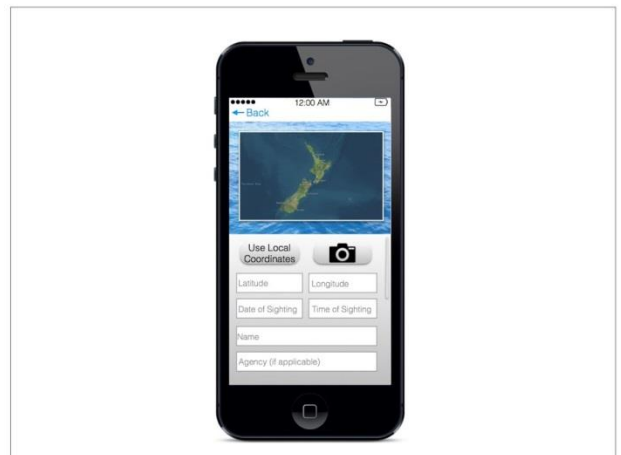 12:00 AM
←Back
Use Local
Coordinates
Latitude
Longitude
Date of Sighting
Time of Sighting
Name
Agency (if applicable)